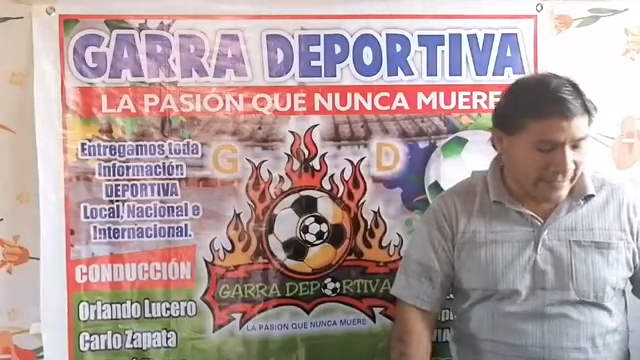 GARRA DEPORTIVA
LA PASIÓN QUE NUNCA MUERE
Entregamos toda
Información
DEPORTIVA
Local, Nacional e
Internacional.
G D
GARRA DEPORTIVA
LA PASION QUE NUNCA MUERE
CONDUCCIÓN
Orlando Lucero
Carlo Zapata